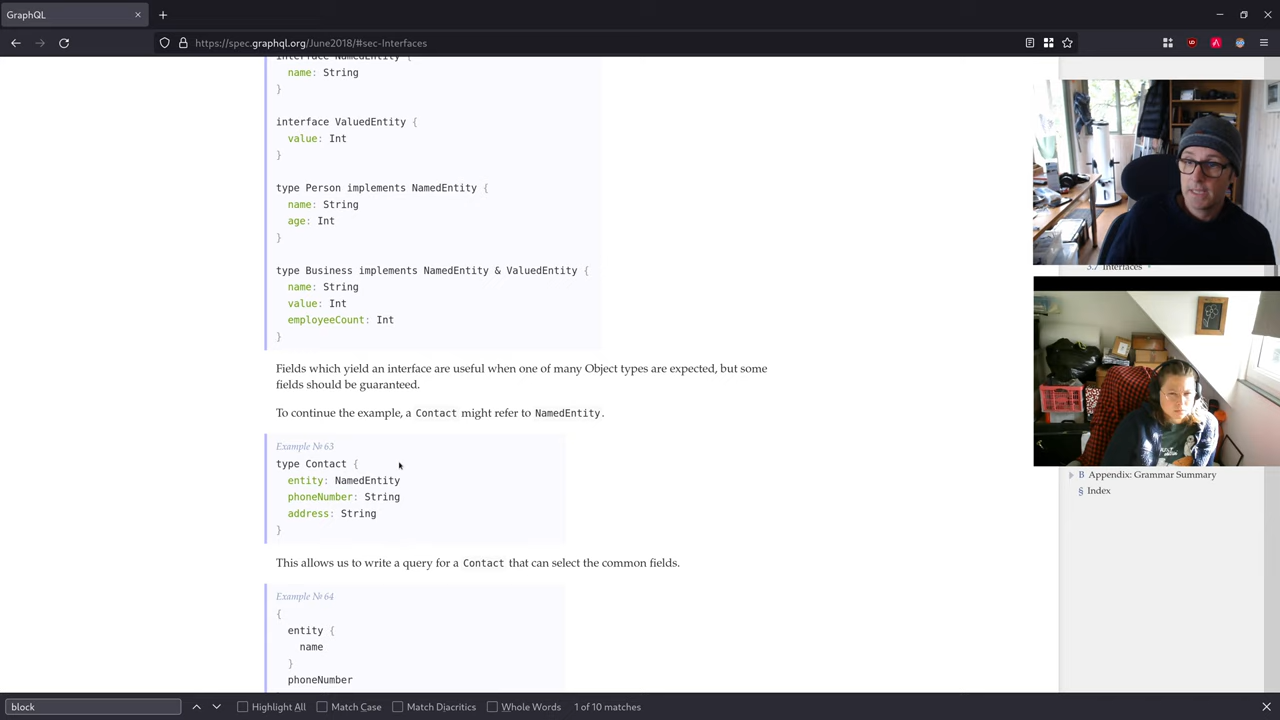 GraphQL
https://spec.graphql.org/June2018/#sec-Interfaces
interface NamedEntity {
name: String
}
interface ValuedEntity {
value: Int
}
type Person implements NamedEntity {
name: String
age: Int
}
type Business implements NamedEntity & ValuedEntity {
name: String
value: Int
employeeCount: Int
}
Fields which yield an interface are useful when one of many Object types are expected, but some
fields should be guaranteed.
To continue the example, a Contact might refer to NamedEntity.
Example № 63
type Contact {
entity: NamedEntity
phoneNumber: String
address: String
}
This allows us to write a query for a Contact that can select the common fields.
Example № 64
{
entity {
name
}
phoneNumber
3.7 Interfaces
B Appendix: Grammar Summary
§ Index
block
Highlight All
Match Case
Match Diacritics
Whole Words
1 of 10 matches